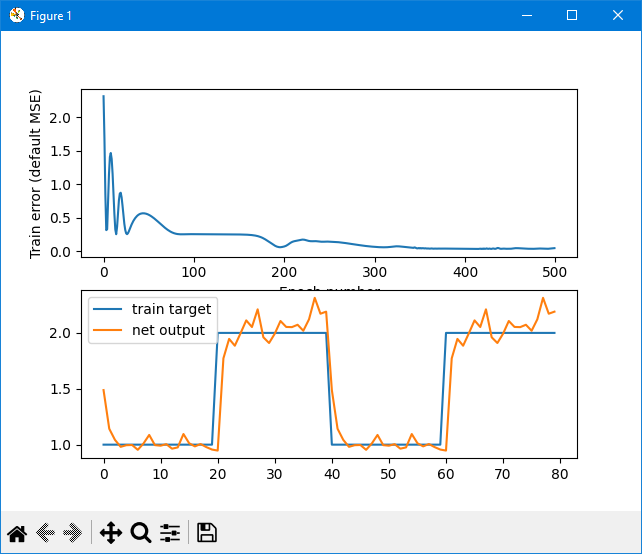 Figure 1
Train error (default MSE)
2.0
1.5
1.0
0.5
0.0
0 100 200 300 400 500
Epoch number
train target
net output
2.0
1.5
1.0
0 10 20 30 40 50 60 70 80